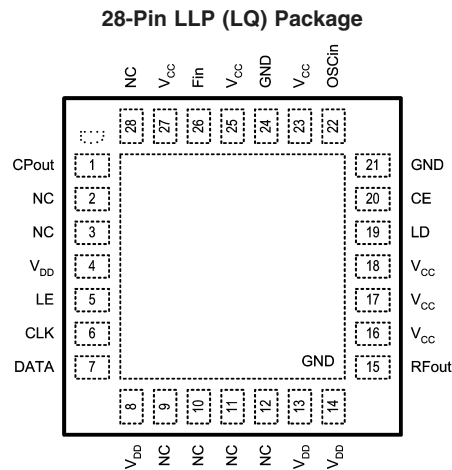 28-Pin LLP (LQ) Package
NC VCC Fin VCC GND VCC OSCin
28 27 26 25 24 23 22
CPout 1 21 GND
NC 2 20 CE
NC 3 19 LD
VDD 4 18 VCC
LE 5 17 VCC
CLK 6 16 VCC
DATA 7 GND 15 RFout
8 9 10 11 12 13 14
VDD NC NC NC NC VDD VDD